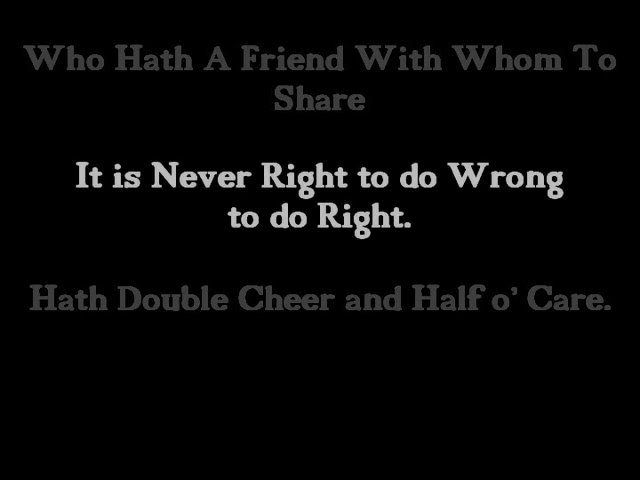 Who Hath A Friend With Whom To
Share
It is Never Right to do Wrong
to do Right.
Hath Double Cheer and Half o' Care.